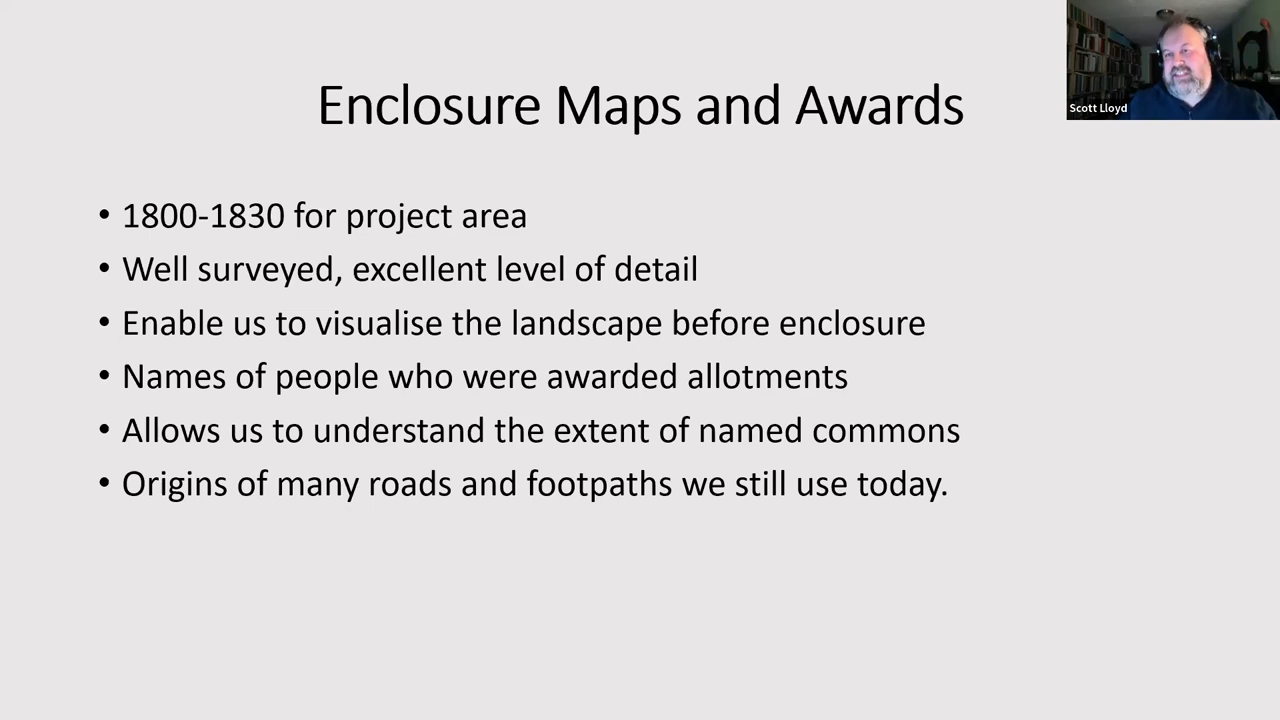 Enclosure Maps and Awards
Scott Lloyd
• 1800-1830 for project area
• Well surveyed, excellent level of detail
• Enable us to visualise the landscape before enclosure
• Names of people who were awarded allotments
• Allows us to understand the extent of named commons
• Origins of many roads and footpaths we still use today.